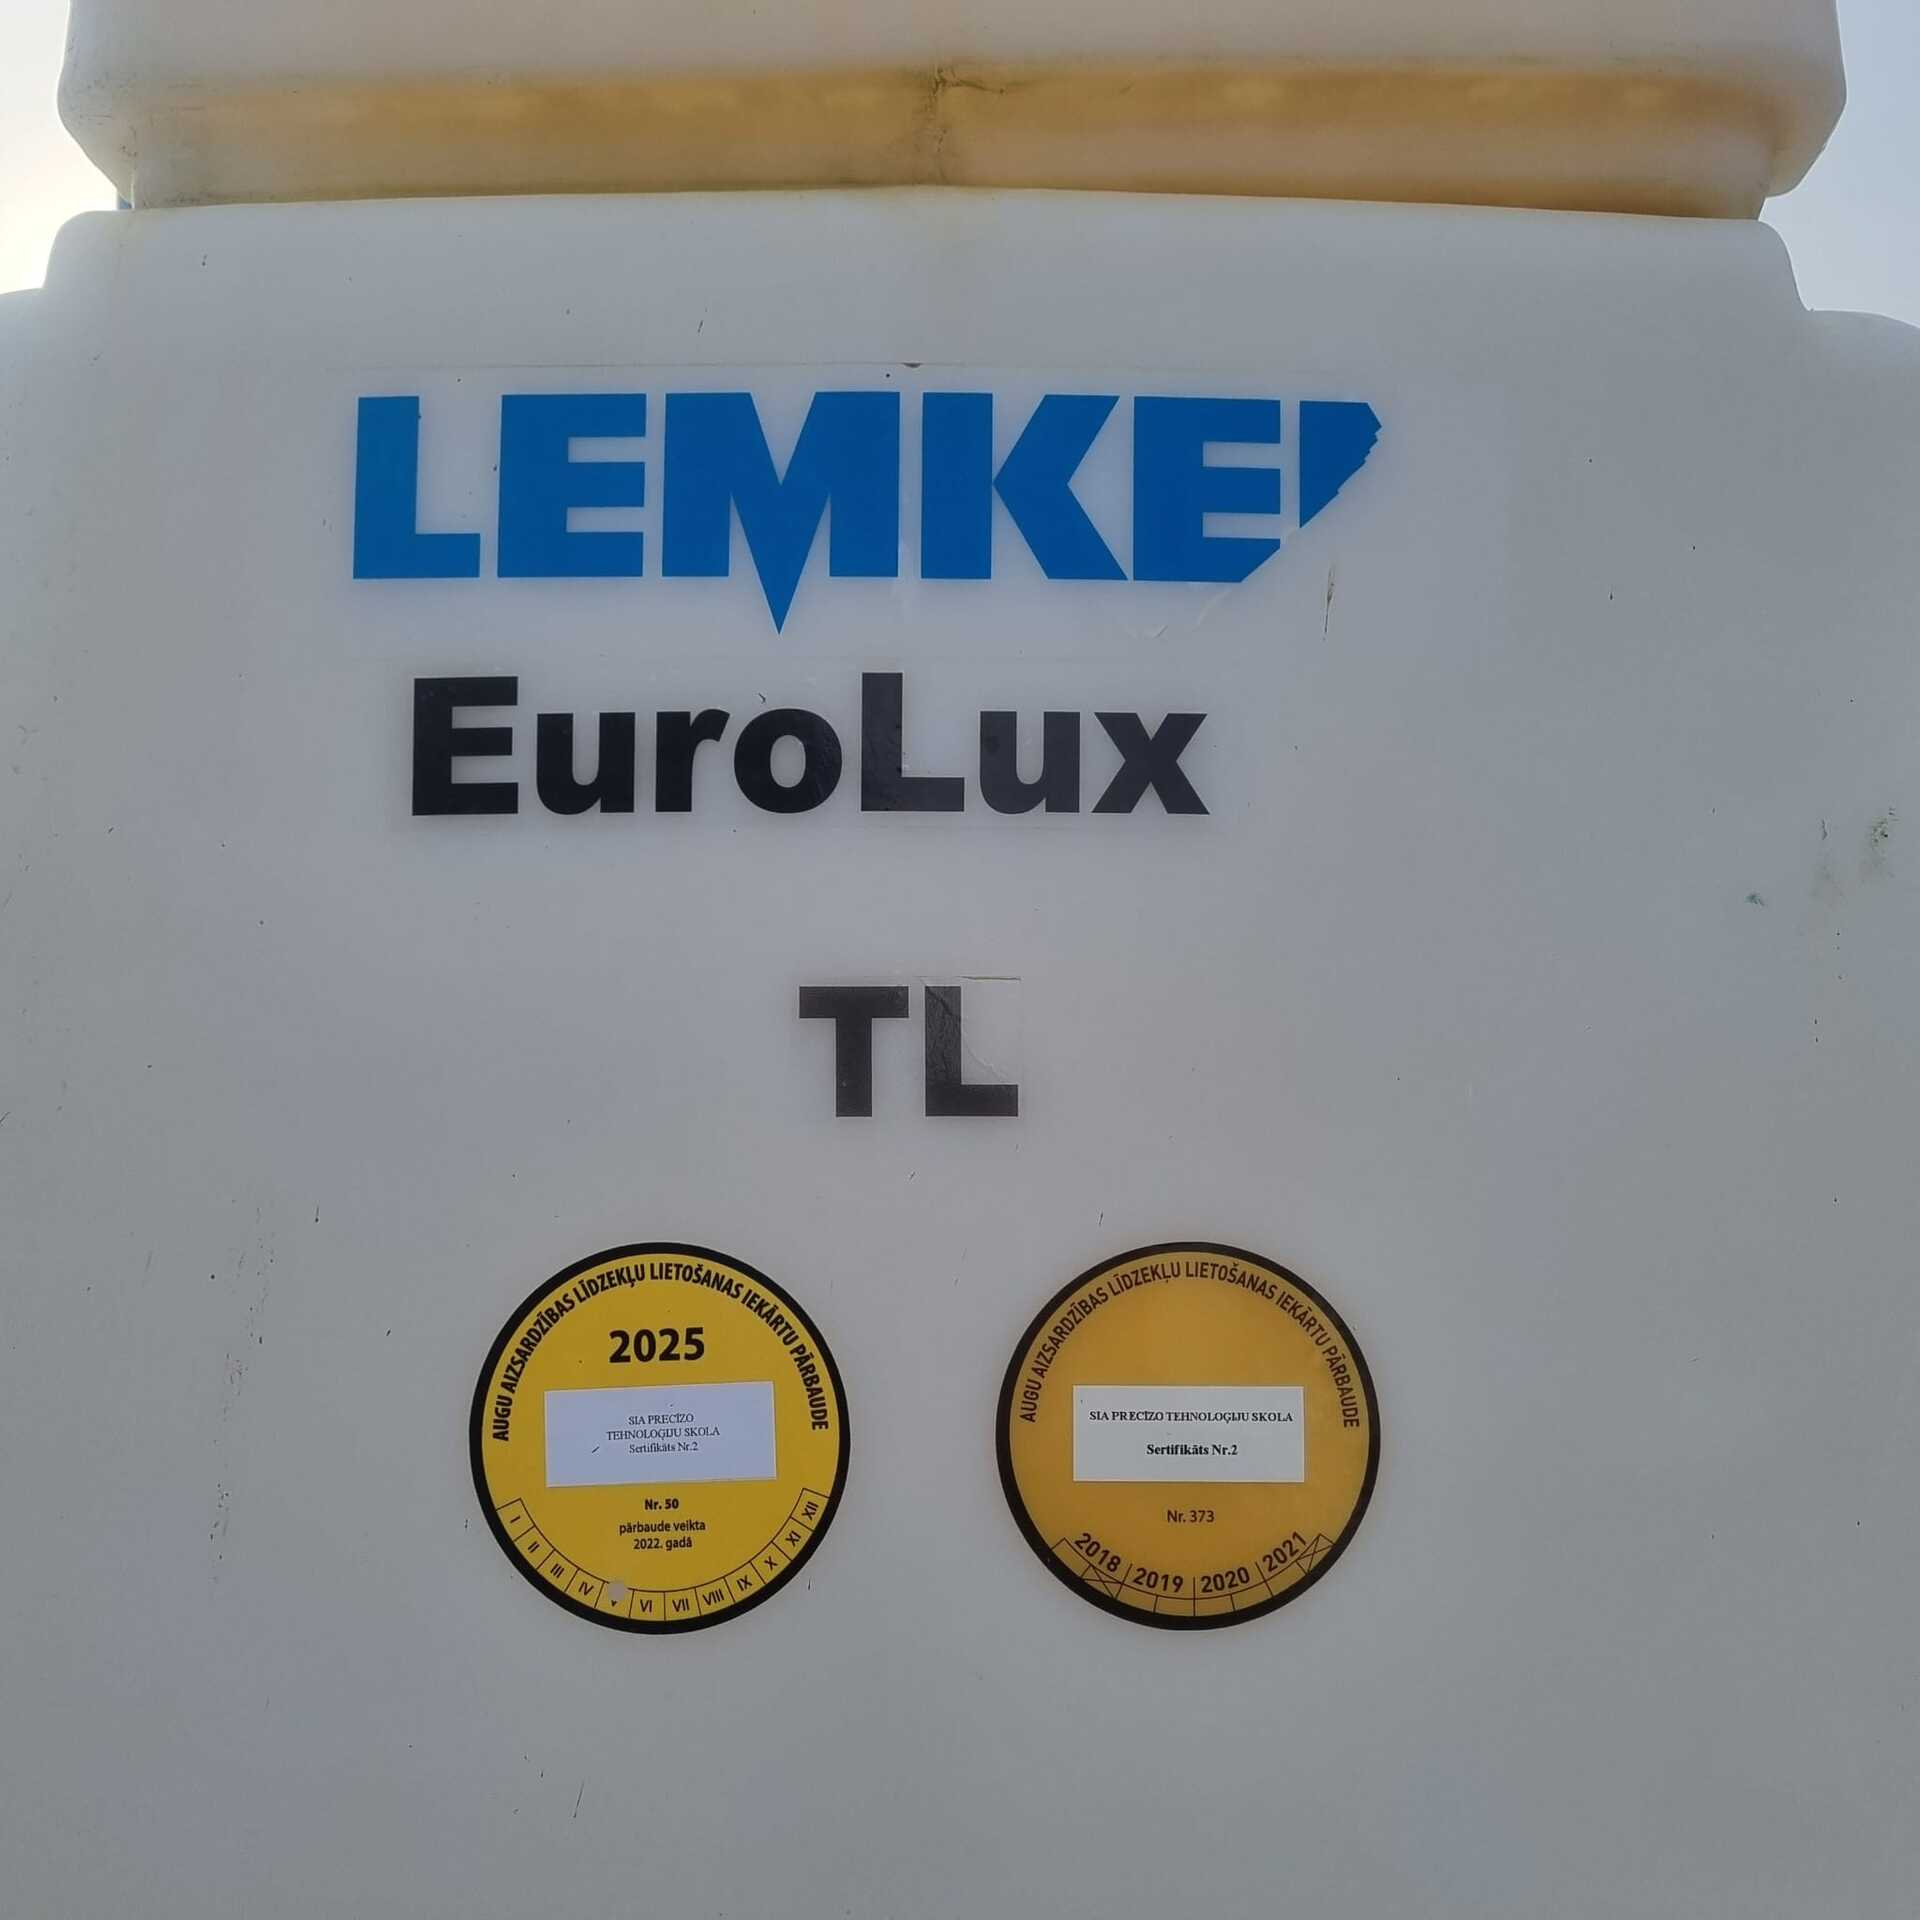 LEMKE
EuroLux
TL
AUGU AIZSARDZĪBAS LĪDZEKĻU LIETOŠANAS IEKĀRTU PĀRBAUDE
2025
SIA PRECĪZO
TEHNOLOĢIJU SKOLA
Sertifikāts Nr.2
Nr. 50
pārbaude veikta
2022. gadā
I II III IV V VI VII VIII IX X XI XII
AUGU AIZSARDZĪBAS LĪDZEKĻU LIETOŠANAS IEKĀRTU PĀRBAUDE
SIA PRECĪZO TEHNOLOĢIJU SKOLA
Sertifikāts Nr.2
Nr. 373
2018 2019 2020 2021